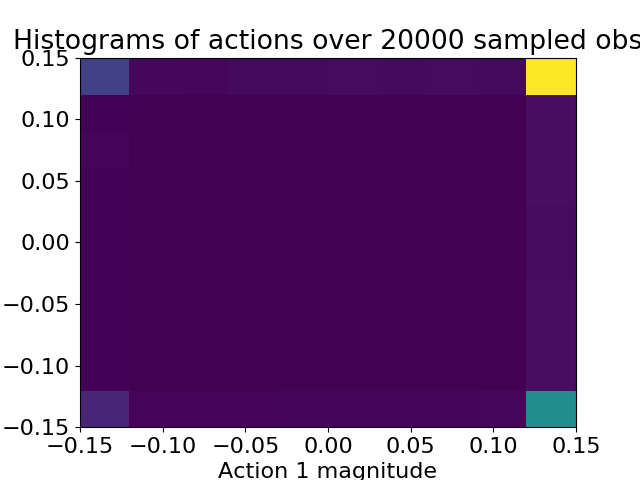 Histograms of actions over 20000 sampled obs
0.15
0.10
0.05
0.00
−0.05
−0.10
−0.15
−0.15 −0.10 −0.05 0.00 0.05 0.10 0.15
Action 1 magnitude